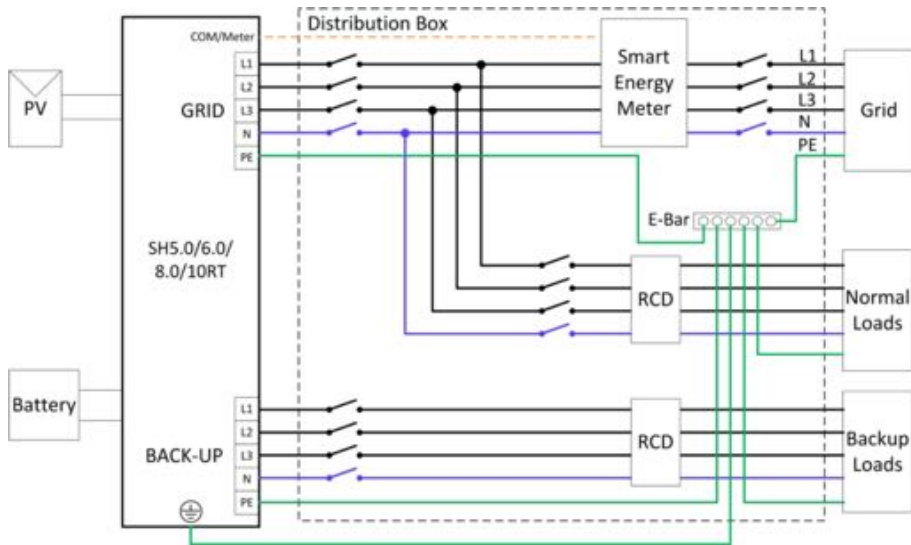 Distribution Box
COM/Meter
L1
L2
L3
N
PE
GRID
PV
Smart
Energy
Meter
L1
L2
L3
N
PE
Grid
E-Bar
SH5.0/6.0/
8.0/10RT
RCD
Normal
Loads
Battery
L1
L2
L3
N
PE
BACK-UP
RCD
Backup
Loads